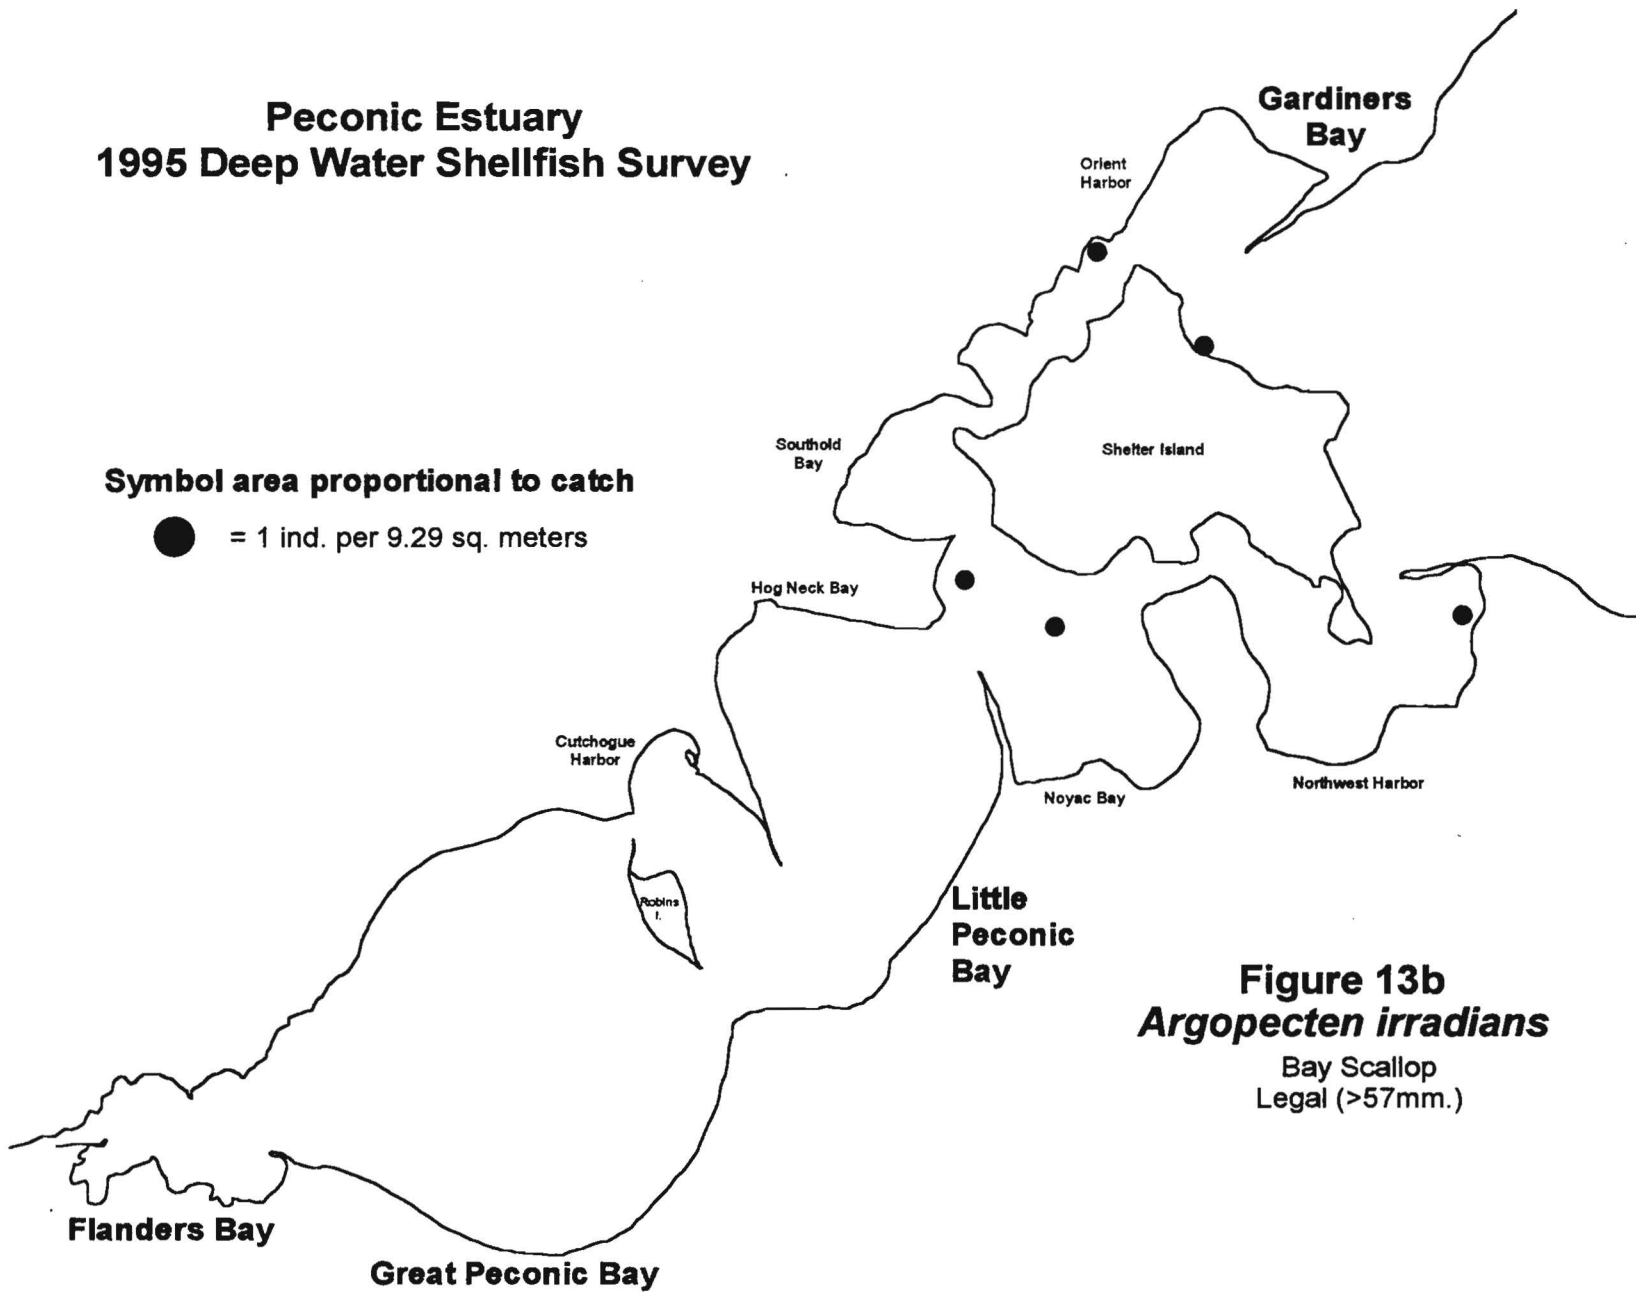 Peconic Estuary
1995 Deep Water Shellfish Survey
Gardiners
Bay
Orient
Harbor
Southold
Bay
Shelter Island
Symbol area proportional to catch
= 1 ind. per 9.29 sq. meters
Hog Neck Bay
Cutchogue
Harbor
Noyac Bay
Northwest Harbor
Robins
I.
Little
Peconic
Bay
Figure 13b
Argopecten irradians
Bay Scallop
Legal (>57mm.)
Flanders Bay
Great Peconic Bay